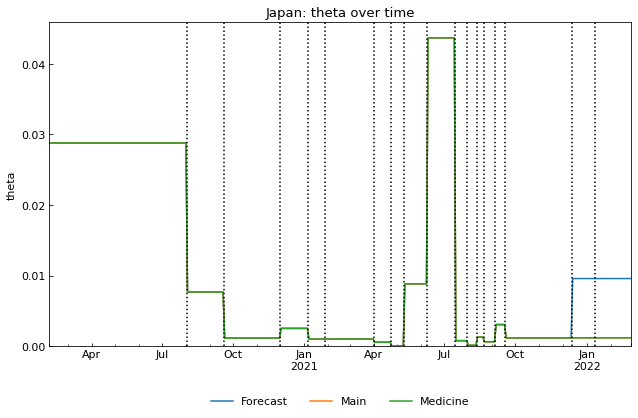 Japan: theta over time
theta
0.04
0.03
0.02
0.01
0.00
Apr Jul Oct Jan Apr Jul Oct Jan
2021 2022
Forecast Main Medicine